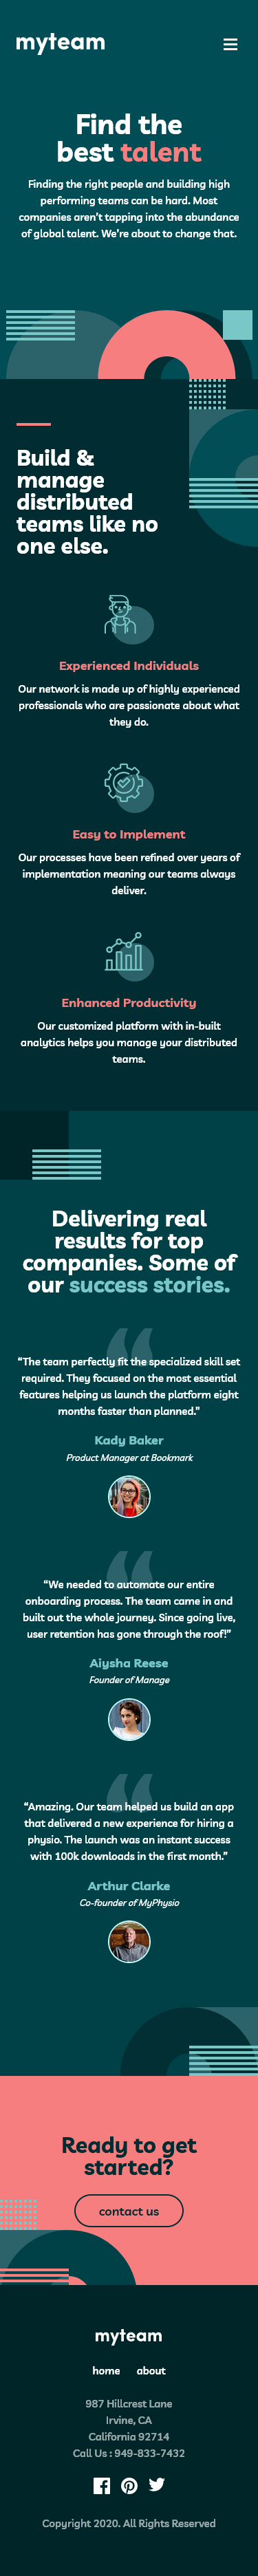 myteam
Find the
best talent
Finding the right people and building high
performing teams can be hard. Most
companies aren’t tapping into the abundance
of global talent. We’re about to change that.
Build &
manage
distributed
teams like no
one else.
Experienced Individuals
Our network is made up of highly experienced
professionals who are passionate about what
they do.
Easy to Implement
Our processes have been refined over years of
implementation meaning our teams always
deliver.
Enhanced Productivity
Our customized platform with in-built
analytics helps you manage your distributed
teams.
Delivering real
results for top
companies. Some of
our success stories.
“The team perfectly fit the specialized skill set
required. They focused on the most essential
features helping us launch the platform eight
months faster than planned.”
Kady Baker
Product Manager at Bookmark
“We needed to automate our entire
onboarding process. The team came in and
built out the whole journey. Since going live,
user retention has gone through the roof!”
Aiysha Reese
Founder of Manage
“Amazing. Our team helped us build an app
that delivered a new experience for hiring a
physio. The launch was an instant success
with 100k downloads in the first month.”
Arthur Clarke
Co-founder of MyPhysio
Ready to get
started?
contact us
myteam
home about
987 Hillcrest Lane
Irvine, CA
California 92714
Call Us : 949-833-7432
Copyright 2020. All Rights Reserved